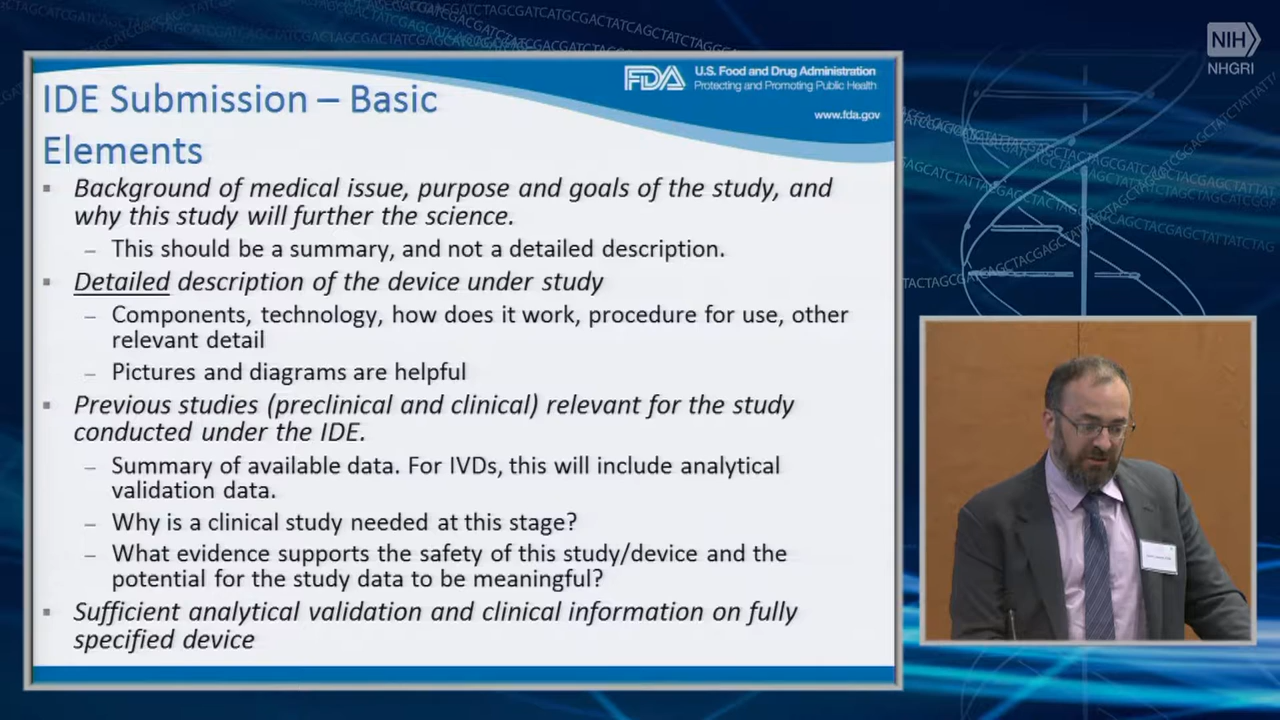 NIH
NHGRI
FDA
U.S. Food and Drug Administration
Protecting and Promoting Public Health
www.fda.gov
IDE Submission – Basic
Elements
▪ Background of medical issue, purpose and goals of the study, and
why this study will further the science.
– This should be a summary, and not a detailed description.
▪ Detailed description of the device under study
– Components, technology, how does it work, procedure for use, other
relevant detail
– Pictures and diagrams are helpful
▪ Previous studies (preclinical and clinical) relevant for the study
conducted under the IDE.
– Summary of available data. For IVDs, this will include analytical
validation data.
– Why is a clinical study needed at this stage?
– What evidence supports the safety of this study/device and the
potential for the study data to be meaningful?
▪ Sufficient analytical validation and clinical information on fully
specified device